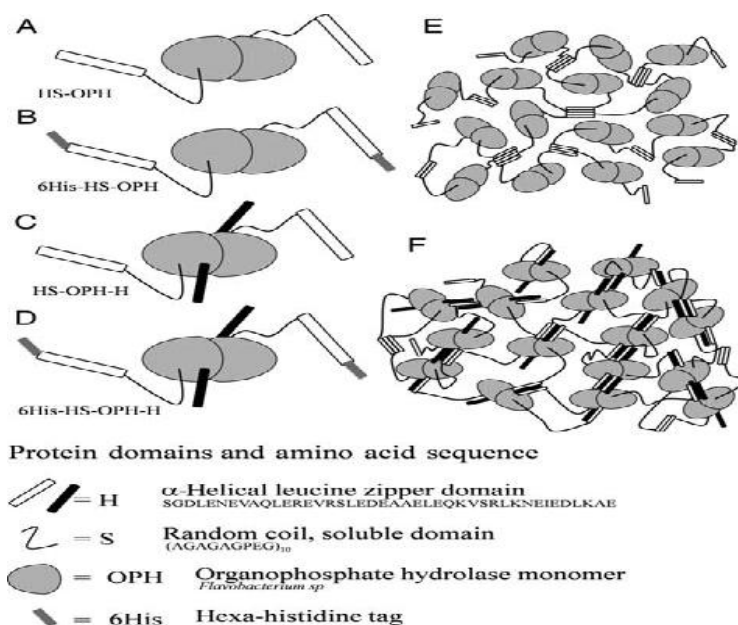 A
HS-OPH
B
6His-HS-OPH
C
HS-OPH-H
D
6His-HS-OPH-H
E
F
Protein domains and amino acid sequence
= H α-Helical leucine zipper domain
SGDLENEVAQLEREVRSLEDEAAELEQKVSRLKNEIEDLKAE
= S Random coil, soluble domain
(AGAGAGPEG)10
= OPH Organophosphate hydrolase monomer
Flavobacterium sp
= 6His Hexa-histidine tag